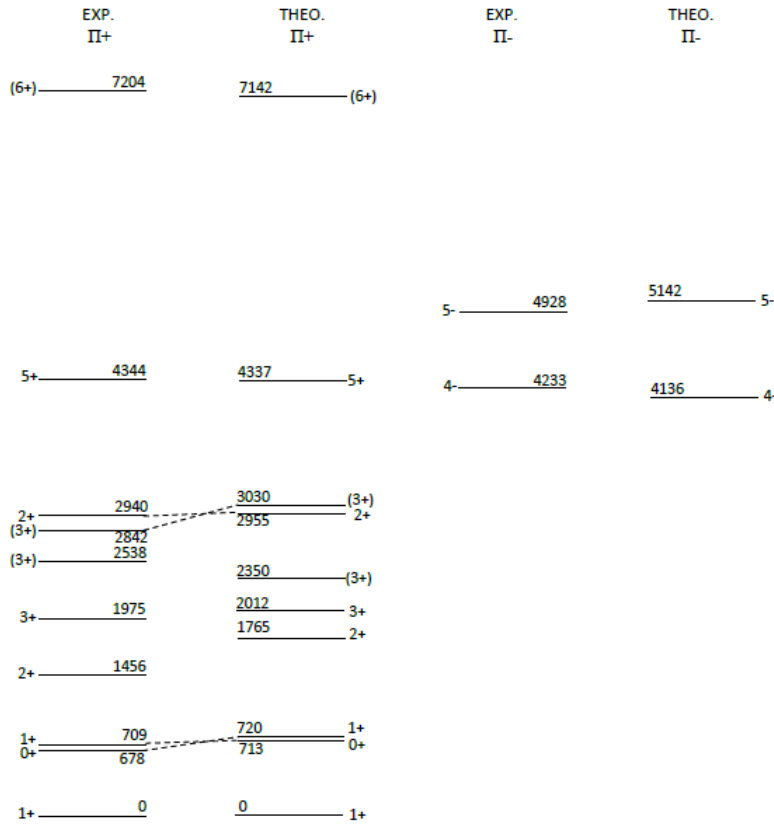 EXP. THEO. EXP. THEO.
Π+ Π+ Π- Π-
(6+) 7204 7142 (6+)
5- 4928 5142 5-
5+ 4344 4337 5+
4- 4233 4136 4-
2+ 2940 3030 (3+)
(3+) 2842 2955 2+
(3+) 2538 2350 (3+)
3+ 1975 2012 3+
1765 2+
2+ 1456
1+ 709 720 1+
0+ 678 713 0+
1+ 0 0 1+